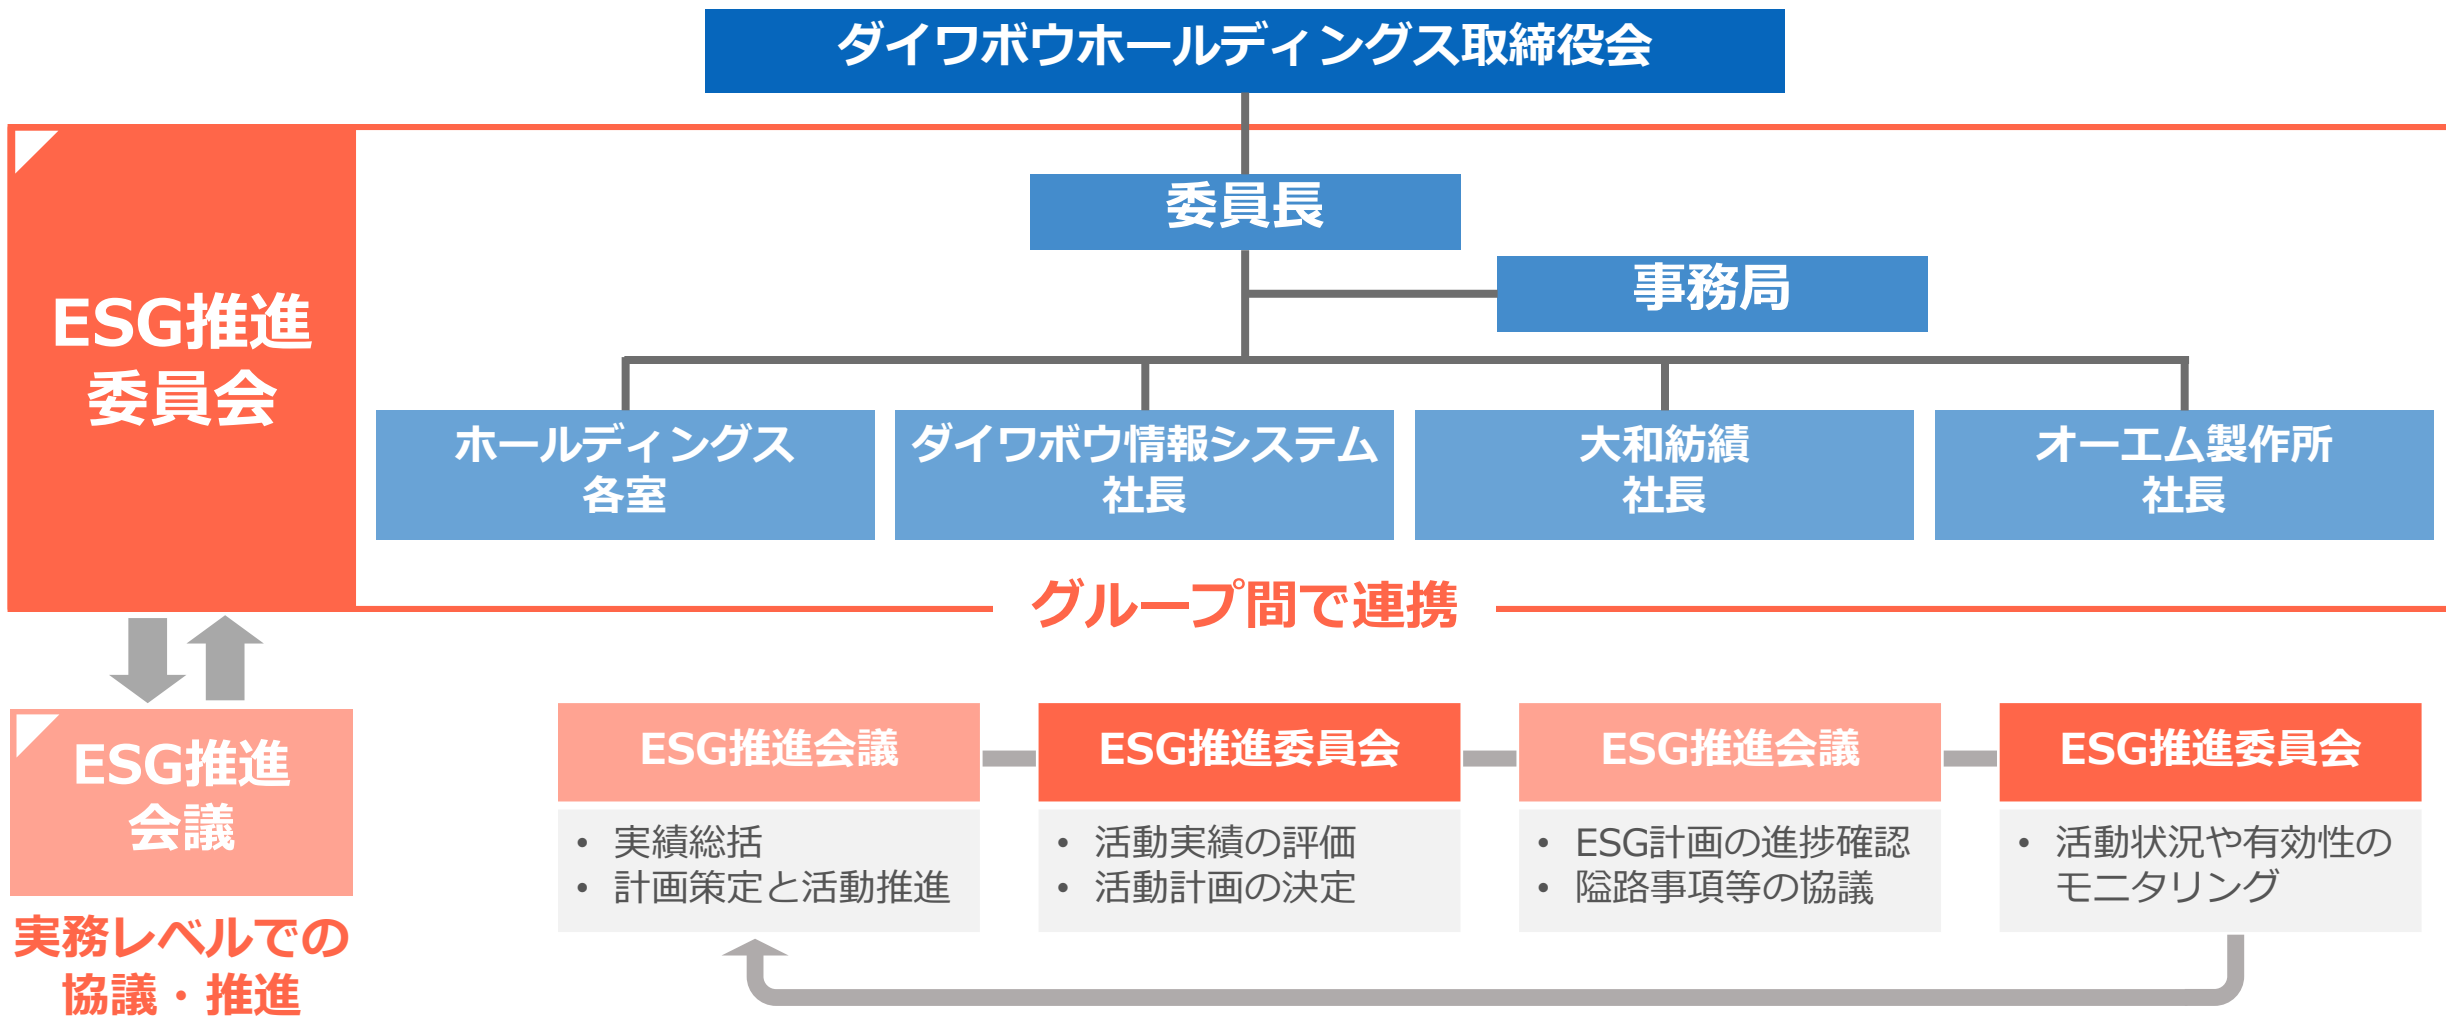 ダイワボウホールディングス取締役会
委員長
事務局
ESG推進
委員会
ホールディングス
各室
ダイワボウ情報システム
社長
大和紡績
社長
オーエム製作所
社長
グループ間で連携
ESG推進
会議
実務レベルでの
協議・推進
ESG推進会議
• 実績総括
• 計画策定と活動推進
ESG推進委員会
• 活動実績の評価
• 活動計画の決定
ESG推進会議
• ESG計画の進捗確認
• 隘路事項等の協議
ESG推進委員会
• 活動状況や有効性の
モニタリング